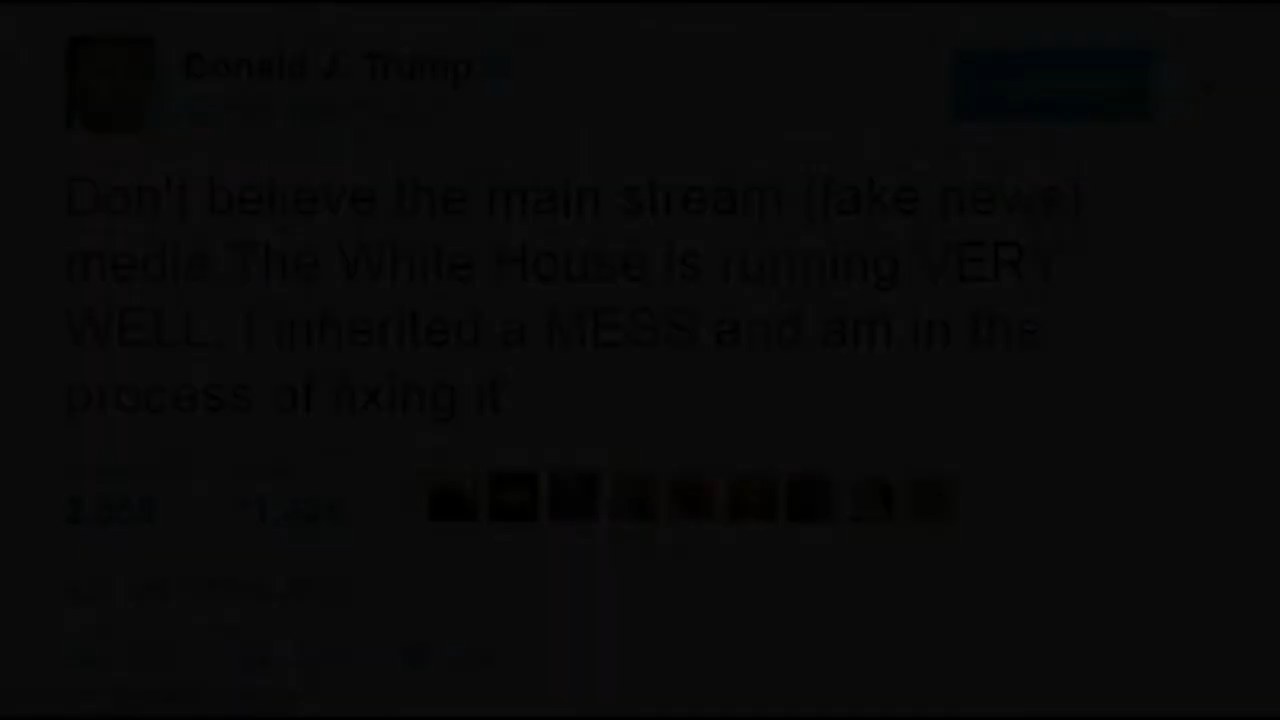 Donald J. Trump
Don't believe the main stream (fake news)
media.The White House is running VERY
WELL. I inherited a MESS and am in the
process of fixing it